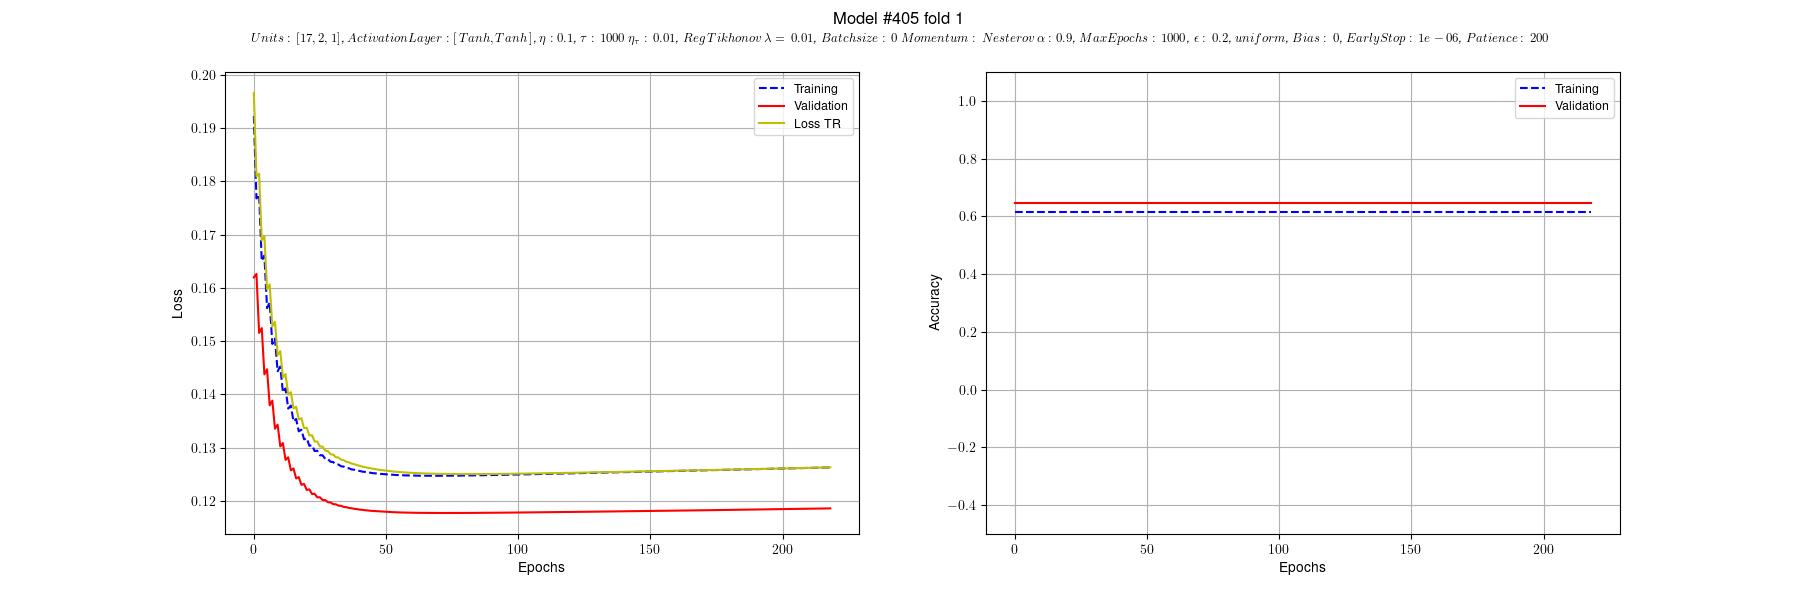 Model #405 fold 1
Units : [17, 2, 1], ActivationLayer : [Tanh, Tanh], η : 0.1, τ : 1000 ητ : 0.01, RegTikhonov λ = 0.01, Batchsize : 0 Momentum : Nesterov α : 0.9, MaxEpochs : 1000, ϵ : 0.2, uniform, Bias : 0, EarlyStop : 1e − 06, Patience : 200
0.20
0.19
0.18
0.17
0.16
0.15
0.14
0.13
0.12
Loss
0 50 100 150 200
Epochs
Training
Validation
Loss TR
1.0
0.8
0.6
0.4
0.2
0.0
−0.2
−0.4
Accuracy
0 50 100 150 200
Epochs
Training
Validation